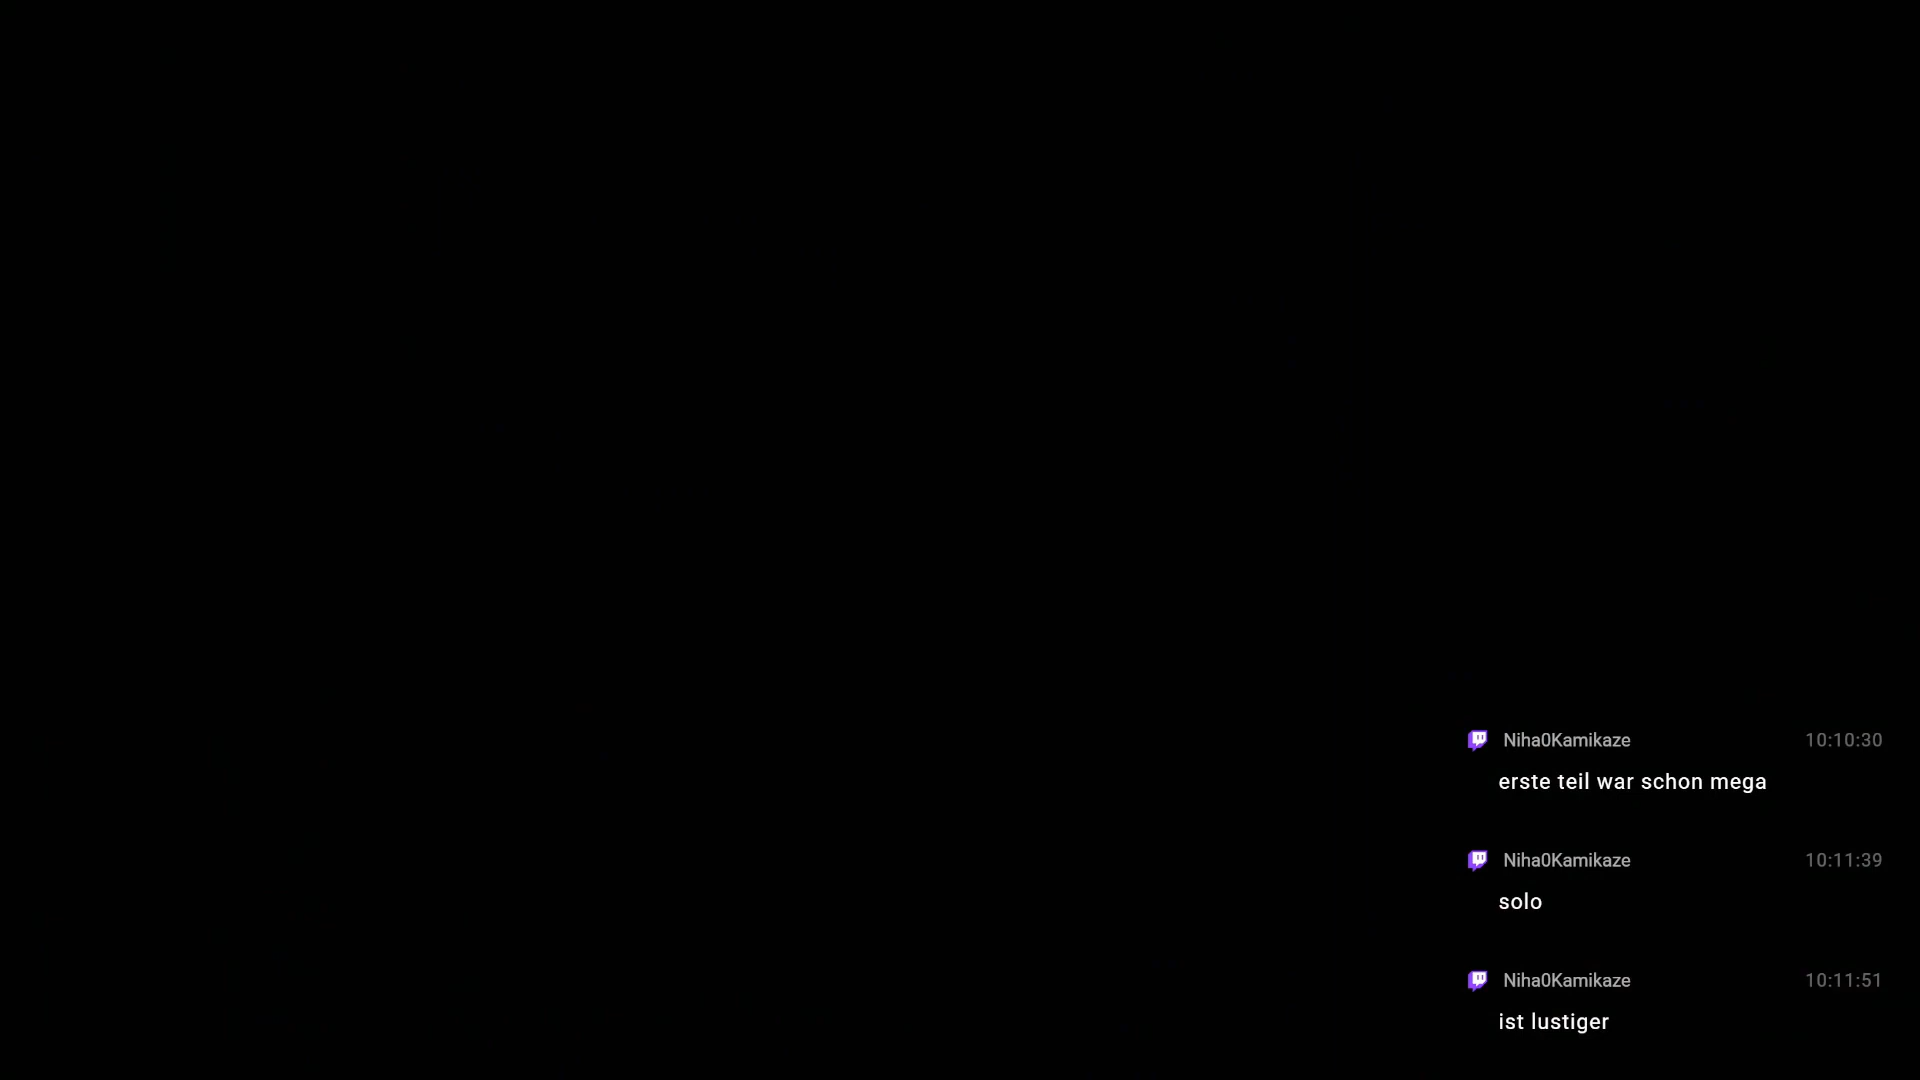 Niha0Kamikaze 10:10:30
erste teil war schon mega
Niha0Kamikaze 10:11:39
solo
Niha0Kamikaze 10:11:51
ist lustiger